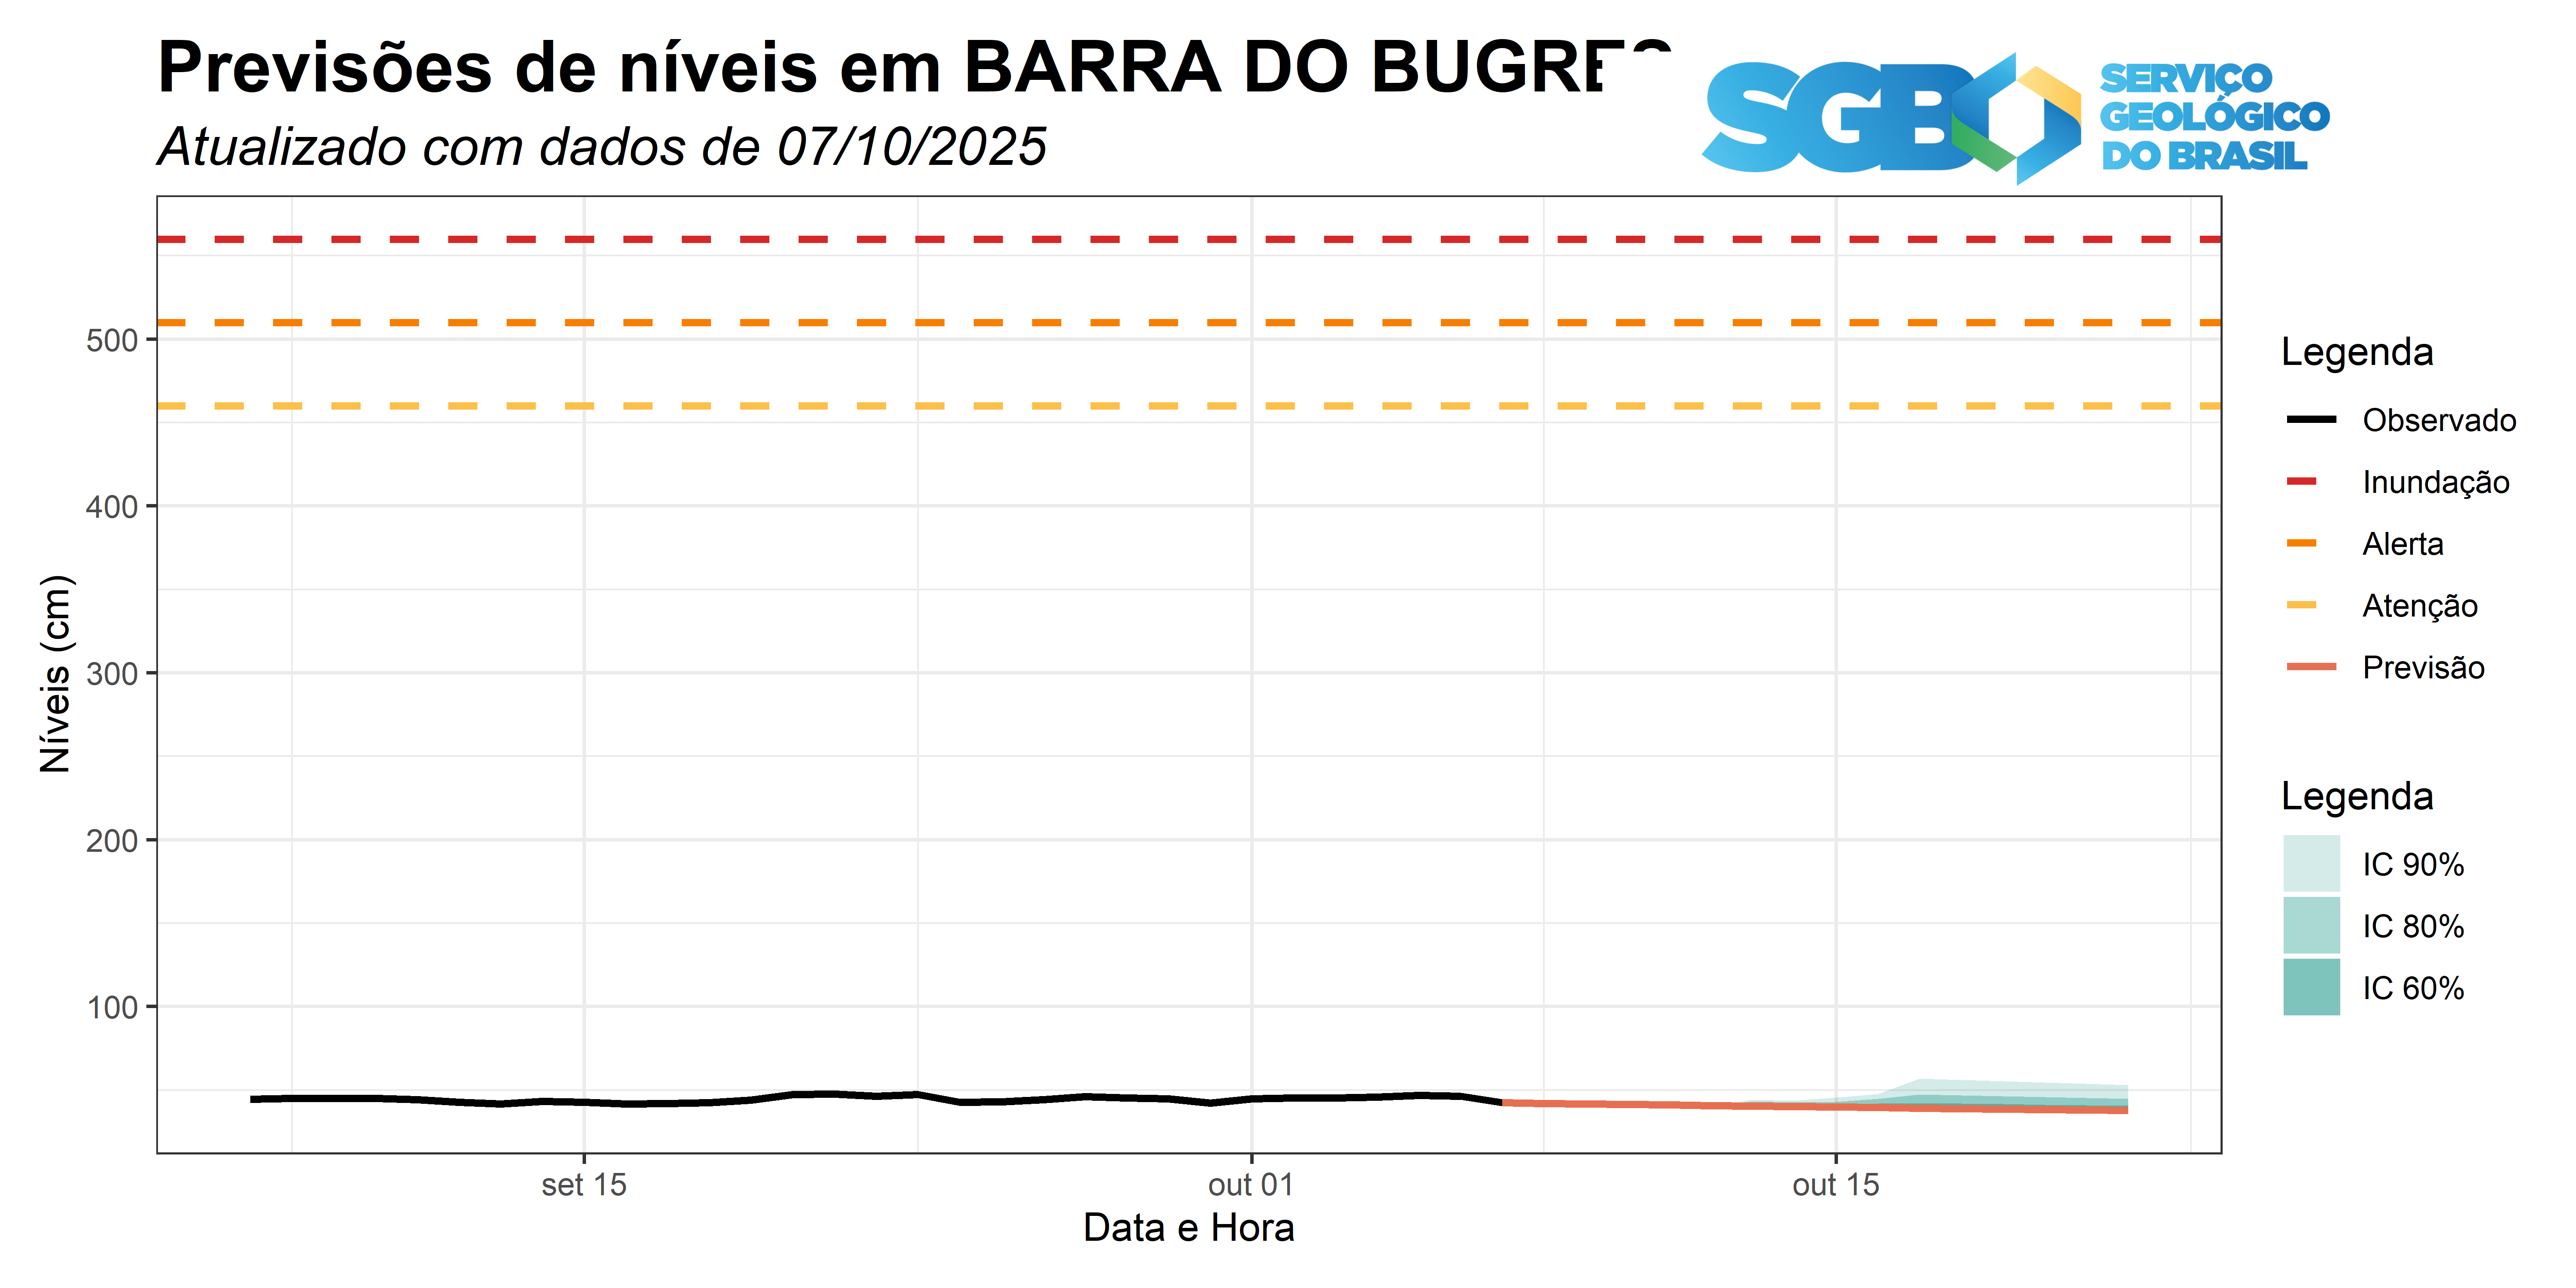 Previsões de níveis em BARRA DO BUGRES
Atualizado com dados de 07/10/2025
SGB
SERVIÇO
GEOLÓGICO
DO BRASIL
500
400
300
200
100
Níveis (cm)
set 15
out 01
out 15
Data e Hora
Legenda
Observado
Inundação
Alerta
Atenção
Previsão
Legenda
IC 90%
IC 80%
IC 60%